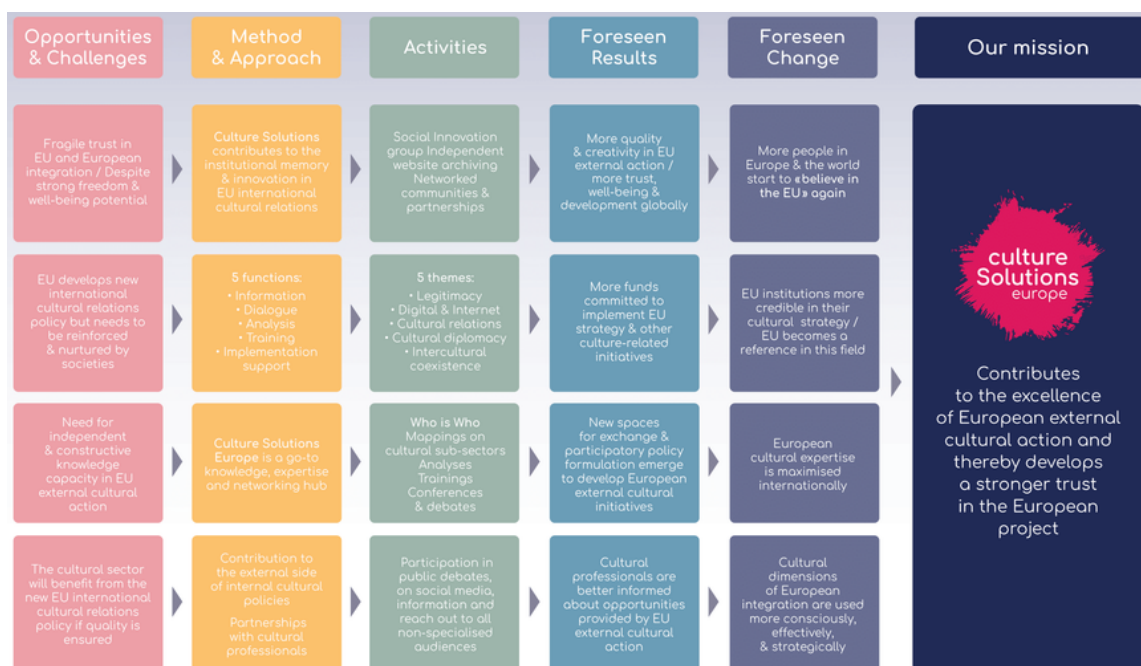 Opportunities
& Challenges
Method
& Approach
Activities
Foreseen
Results
Foreseen
Change
Our mission
Fragile trust in
EU and European
integration / Despite
strong freedom &
well-being potential
Culture Solutions
contributes to the
institutional memory
& innovation in
EU international
cultural relations
Social Innovation
group Independent
website archiving
Networked
communities &
partnerships
More quality
& creativity in EU
external action /
more trust,
well-being &
development globally
More people in
Europe & the world
start to «believe in
the EU» again
EU develops new
international
cultural relations
policy but needs to
be reinforced
& nurtured by
societies
5 functions:
• Information
• Dialogue
• Analysis
• Training
• Implementation
support
5 themes:
• Legitimacy
• Digital & Internet
• Cultural relations
• Cultural diplomacy
• Intercultural
coexistence
More funds
committed to
implement EU
strategy & other
culture-related
initiatives
EU institutions more
credible in their
cultural strategy /
EU becomes a
reference in this field
Need for
independent
& constructive
knowledge
capacity in EU
external cultural
action
Culture Solutions
Europe is a go-to
knowledge, expertise
and networking hub
Who is Who
Mappings on
cultural sub-sectors
Analyses
Trainings
Conferences
& debates
New spaces
for exchange &
participatory policy
formulation emerge
to develop European
external cultural
initiatives
European
cultural expertise
is maximised
internationally
The cultural sector
will benefit from the
new EU international
cultural relations
policy if quality is
ensured
Contribution to
the external side
of internal cultural
policies
Partnerships
with cultural
professionals
Participation in
public debates,
on social media,
information and
reach out to all
non-specialised
audiences
Cultural
professionals are
better informed
about opportunities
provided by EU
external cultural
action
Cultural
dimensions
of European
integration are used
more consciously,
effectively,
& strategically
culture
Solutions
europe
Contributes
to the excellence
of European external
cultural action and
thereby develops
a stronger trust
in the European
project